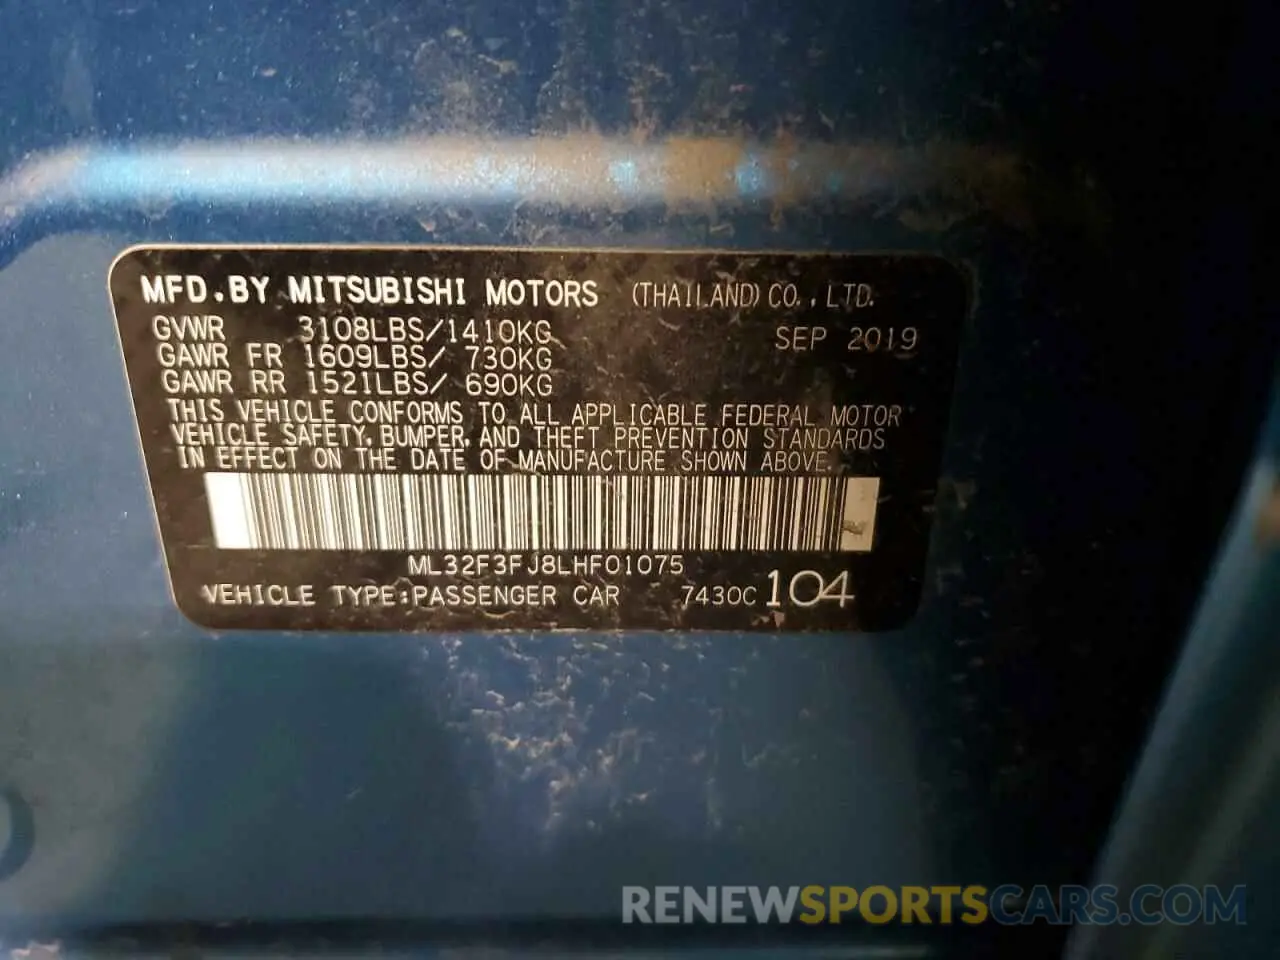 MFD.BY MITSUBISHI MOTORS (THAILAND) CO., LTD.
GVWR 3108LBS/1410KG SEP 2019
GAWR FR 1609LBS/ 730KG
GAWR RR 1521LBS/ 690KG
THIS VEHICLE CONFORMS TO ALL APPLICABLE FEDERAL MOTOR
VEHICLE SAFETY, BUMPER, AND THEFT PREVENTION STANDARDS
IN EFFECT ON THE DATE OF MANUFACTURE SHOWN ABOVE.
ML32F3FJ8LHF01075
VEHICLE TYPE:PASSENGER CAR 7430C 104
RENEWSPORTSCARS.COM